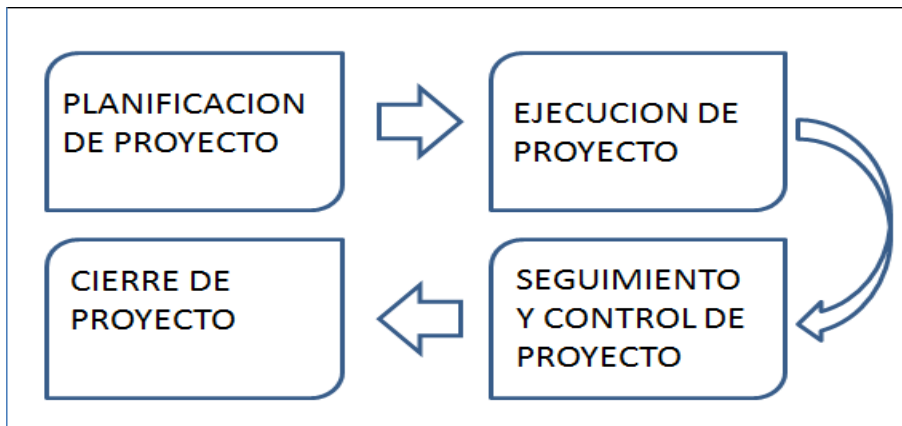 PLANIFICACION
DE PROYECTO
EJECUCION DE
PROYECTO
SEGUIMIENTO
Y CONTROL DE
PROYECTO
CIERRE DE
PROYECTO